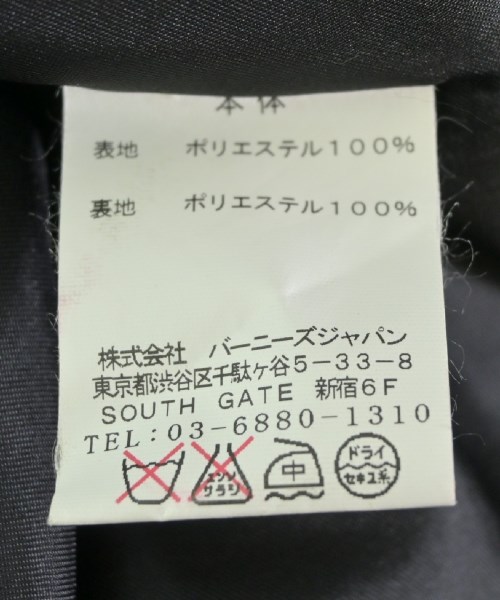 本体
表地 ポリエステル100%
裏地 ポリエステル100%
株式会社 バーニーズジャパン
東京都渋谷区千駄ケ谷5-33-8
SOUTH GATE 新宿6F
TEL:03-6880-1310
エンソ サラシ
中
ドライ
セキユ系